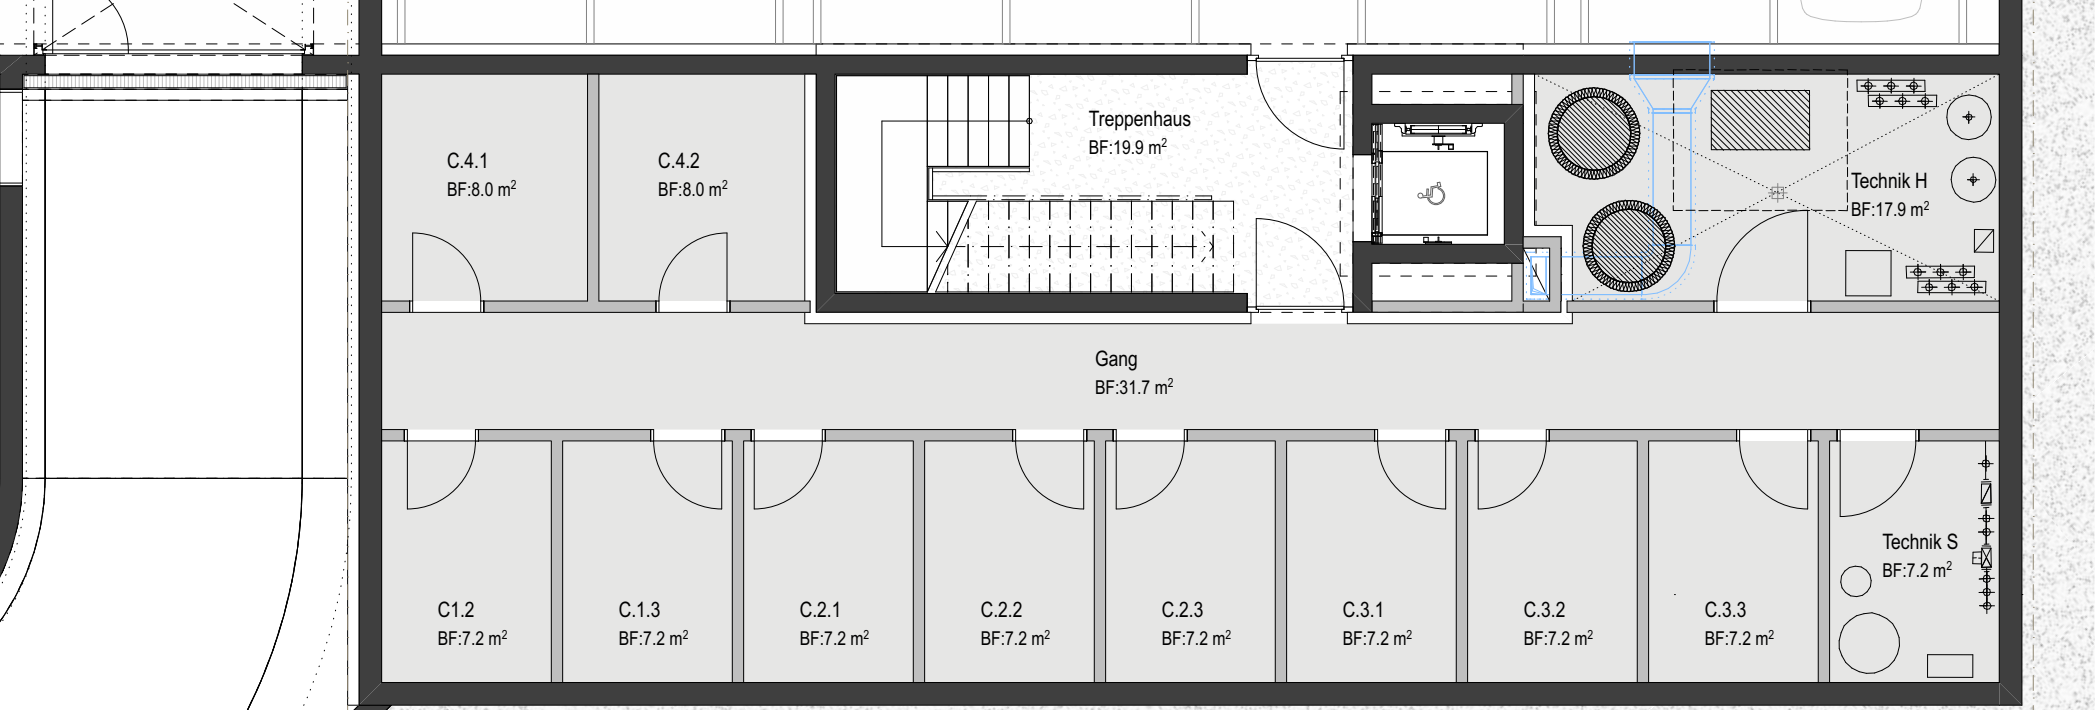 Treppenhaus
BF:19.9 m²
C.4.1
BF:8.0 m²
C.4.2
BF:8.0 m²
Technik H
BF:17.9 m²
Gang
BF:31.7 m²
Technik S
BF:7.2 m²
C1.2
BF:7.2 m²
C.1.3
BF:7.2 m²
C.2.1
BF:7.2 m²
C.2.2
BF:7.2 m²
C.2.3
BF:7.2 m²
C.3.1
BF:7.2 m²
C.3.2
BF:7.2 m²
C.3.3
BF:7.2 m²